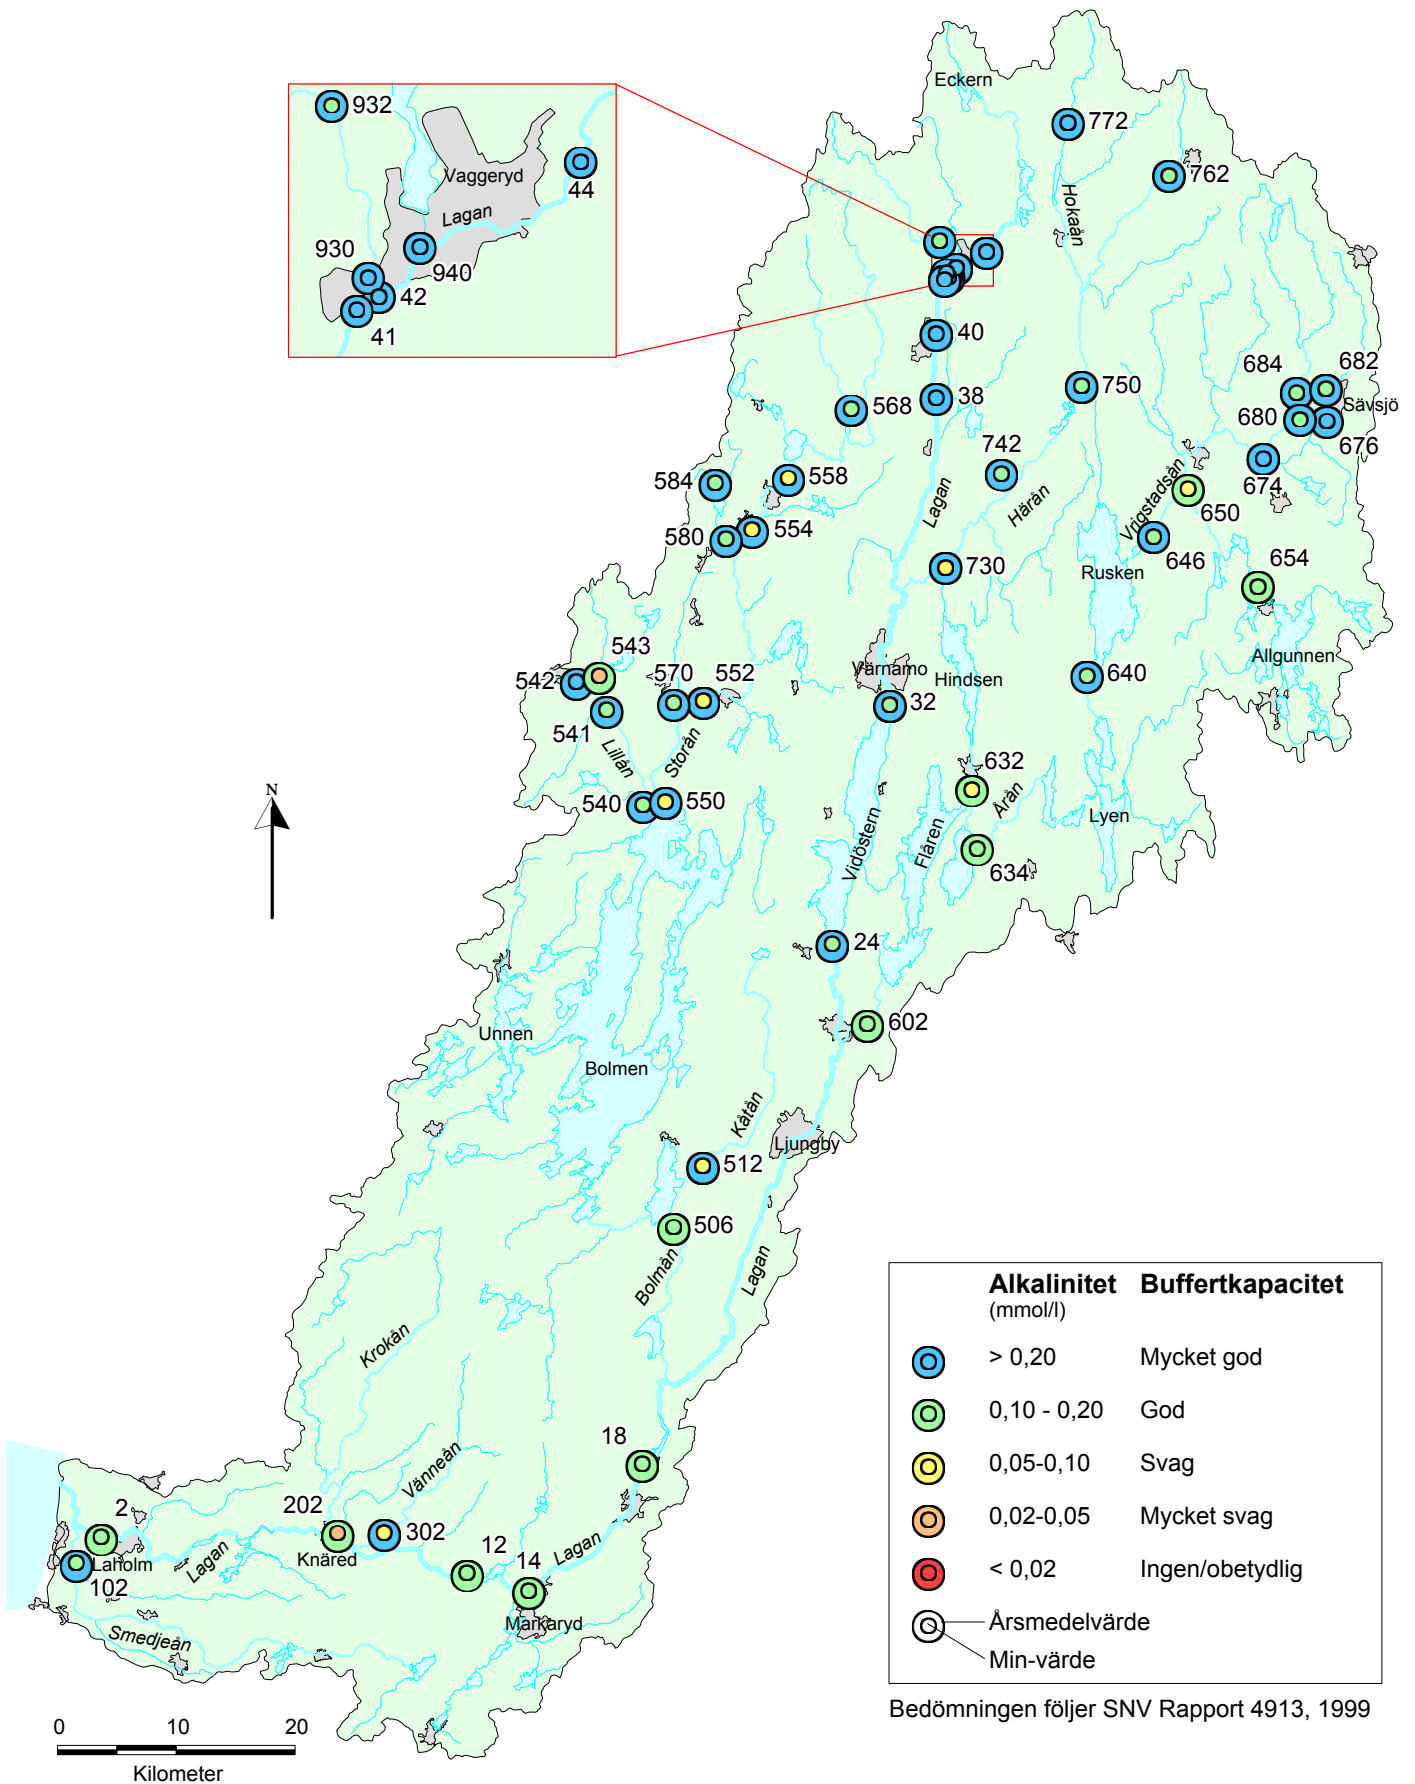 Eckern
932
772
Vaggeryd
44
762
Lagan
Hokaån
930
940
42
41
40
684
682
750
38
568
Sävsjö
680
676
742
558
584
674
Vrigstadsån
Lagan
Härån
650
554
580
730
646
Rusken
654
543
Allgunnen
Värnamo
570
552
542
Hindsen
640
32
541
Lillån
Storån
632
N
550
540
Årån
Lyen
Vidöstern
Flåren
634
24
602
Unnen
Bolmen
Kåtån
Ljungby
512
506
Bolmån
Lagan
Krokån
18
Vänneån
2
202
302
Lagan
Knäred
12
14
Lagan
Laholm
102
Markaryd
Smedjeån
0 10 20
Kilometer
Alkalinitet Buffertkapacitet
(mmol/l)
> 0,20 Mycket god
0,10 - 0,20 God
0,05-0,10 Svag
0,02-0,05 Mycket svag
< 0,02 Ingen/obetydlig
Årsmedelvärde
Min-värde
Bedömningen följer SNV Rapport 4913, 1999